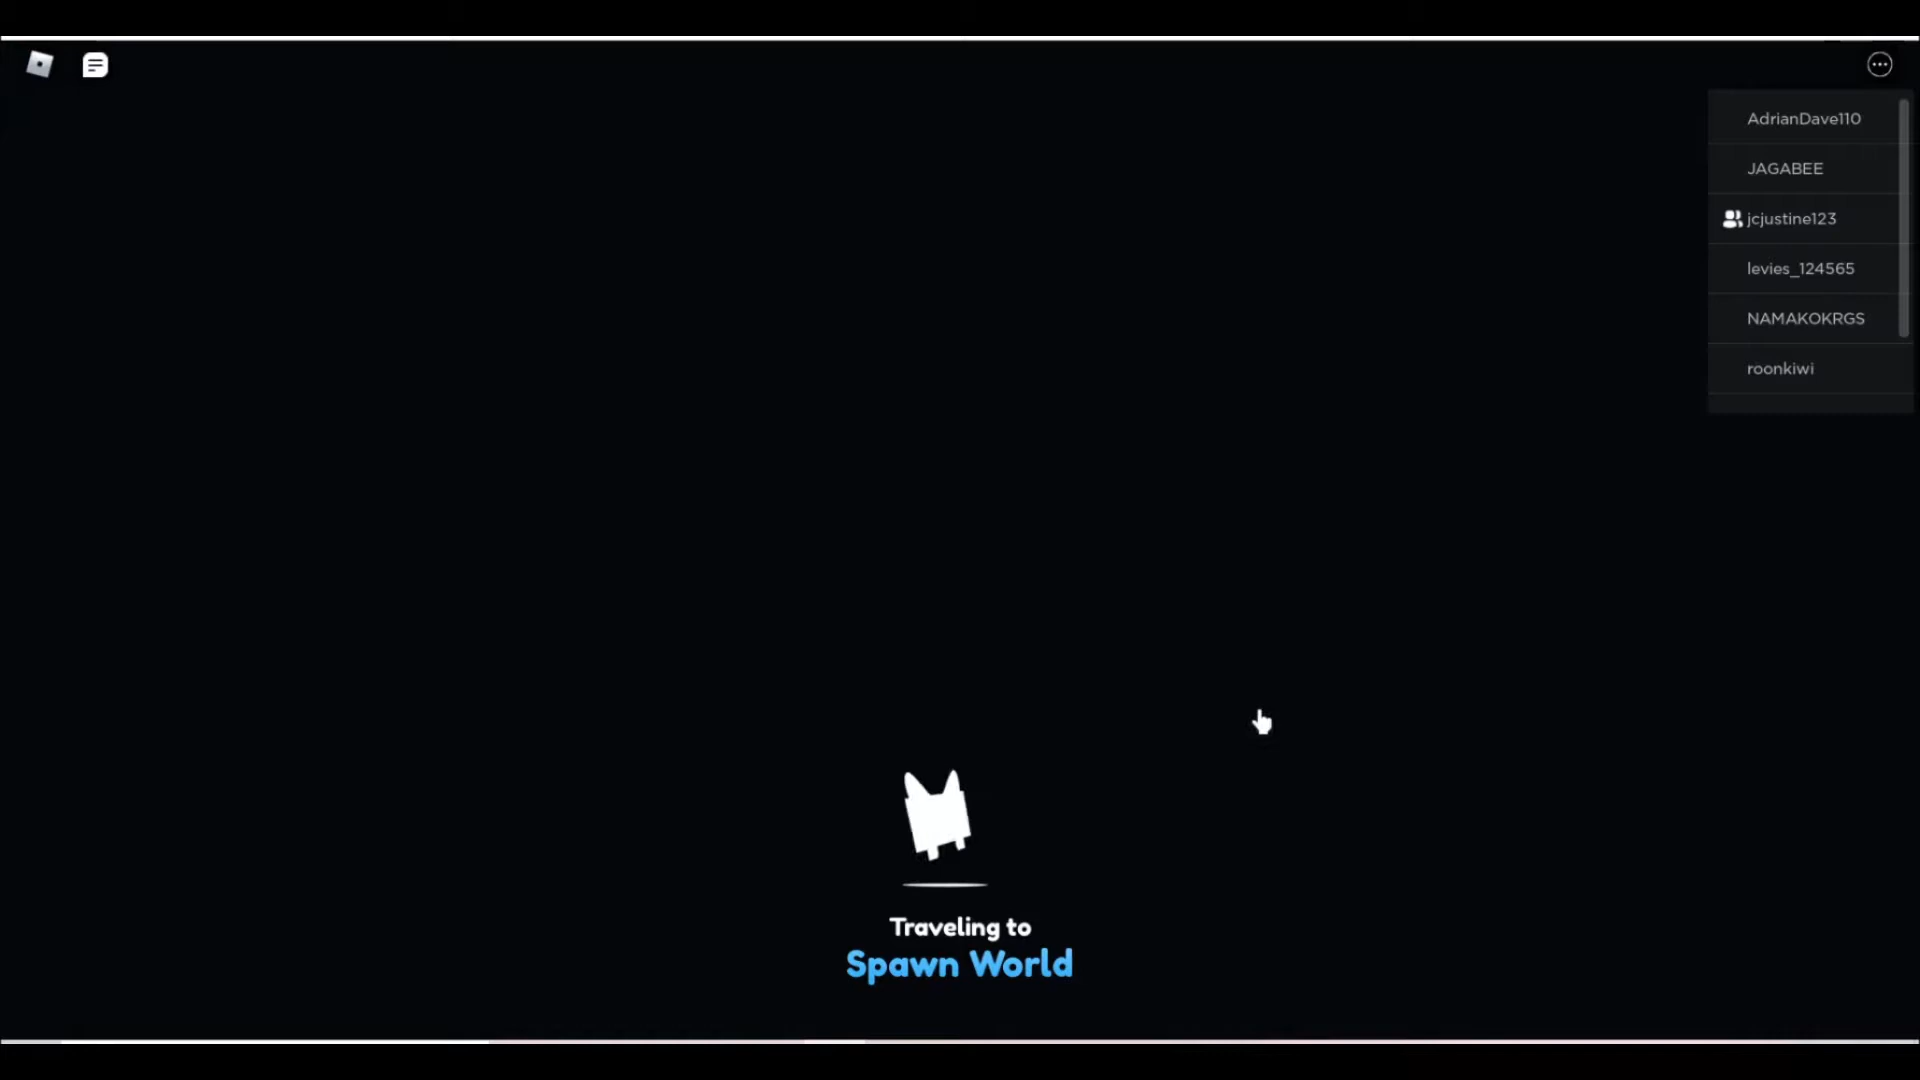 AdrianDave110
JAGABEE
jcjustine123
levies_124565
NAMAKOKRGS
roonkiwi
Traveling to
Spawn World